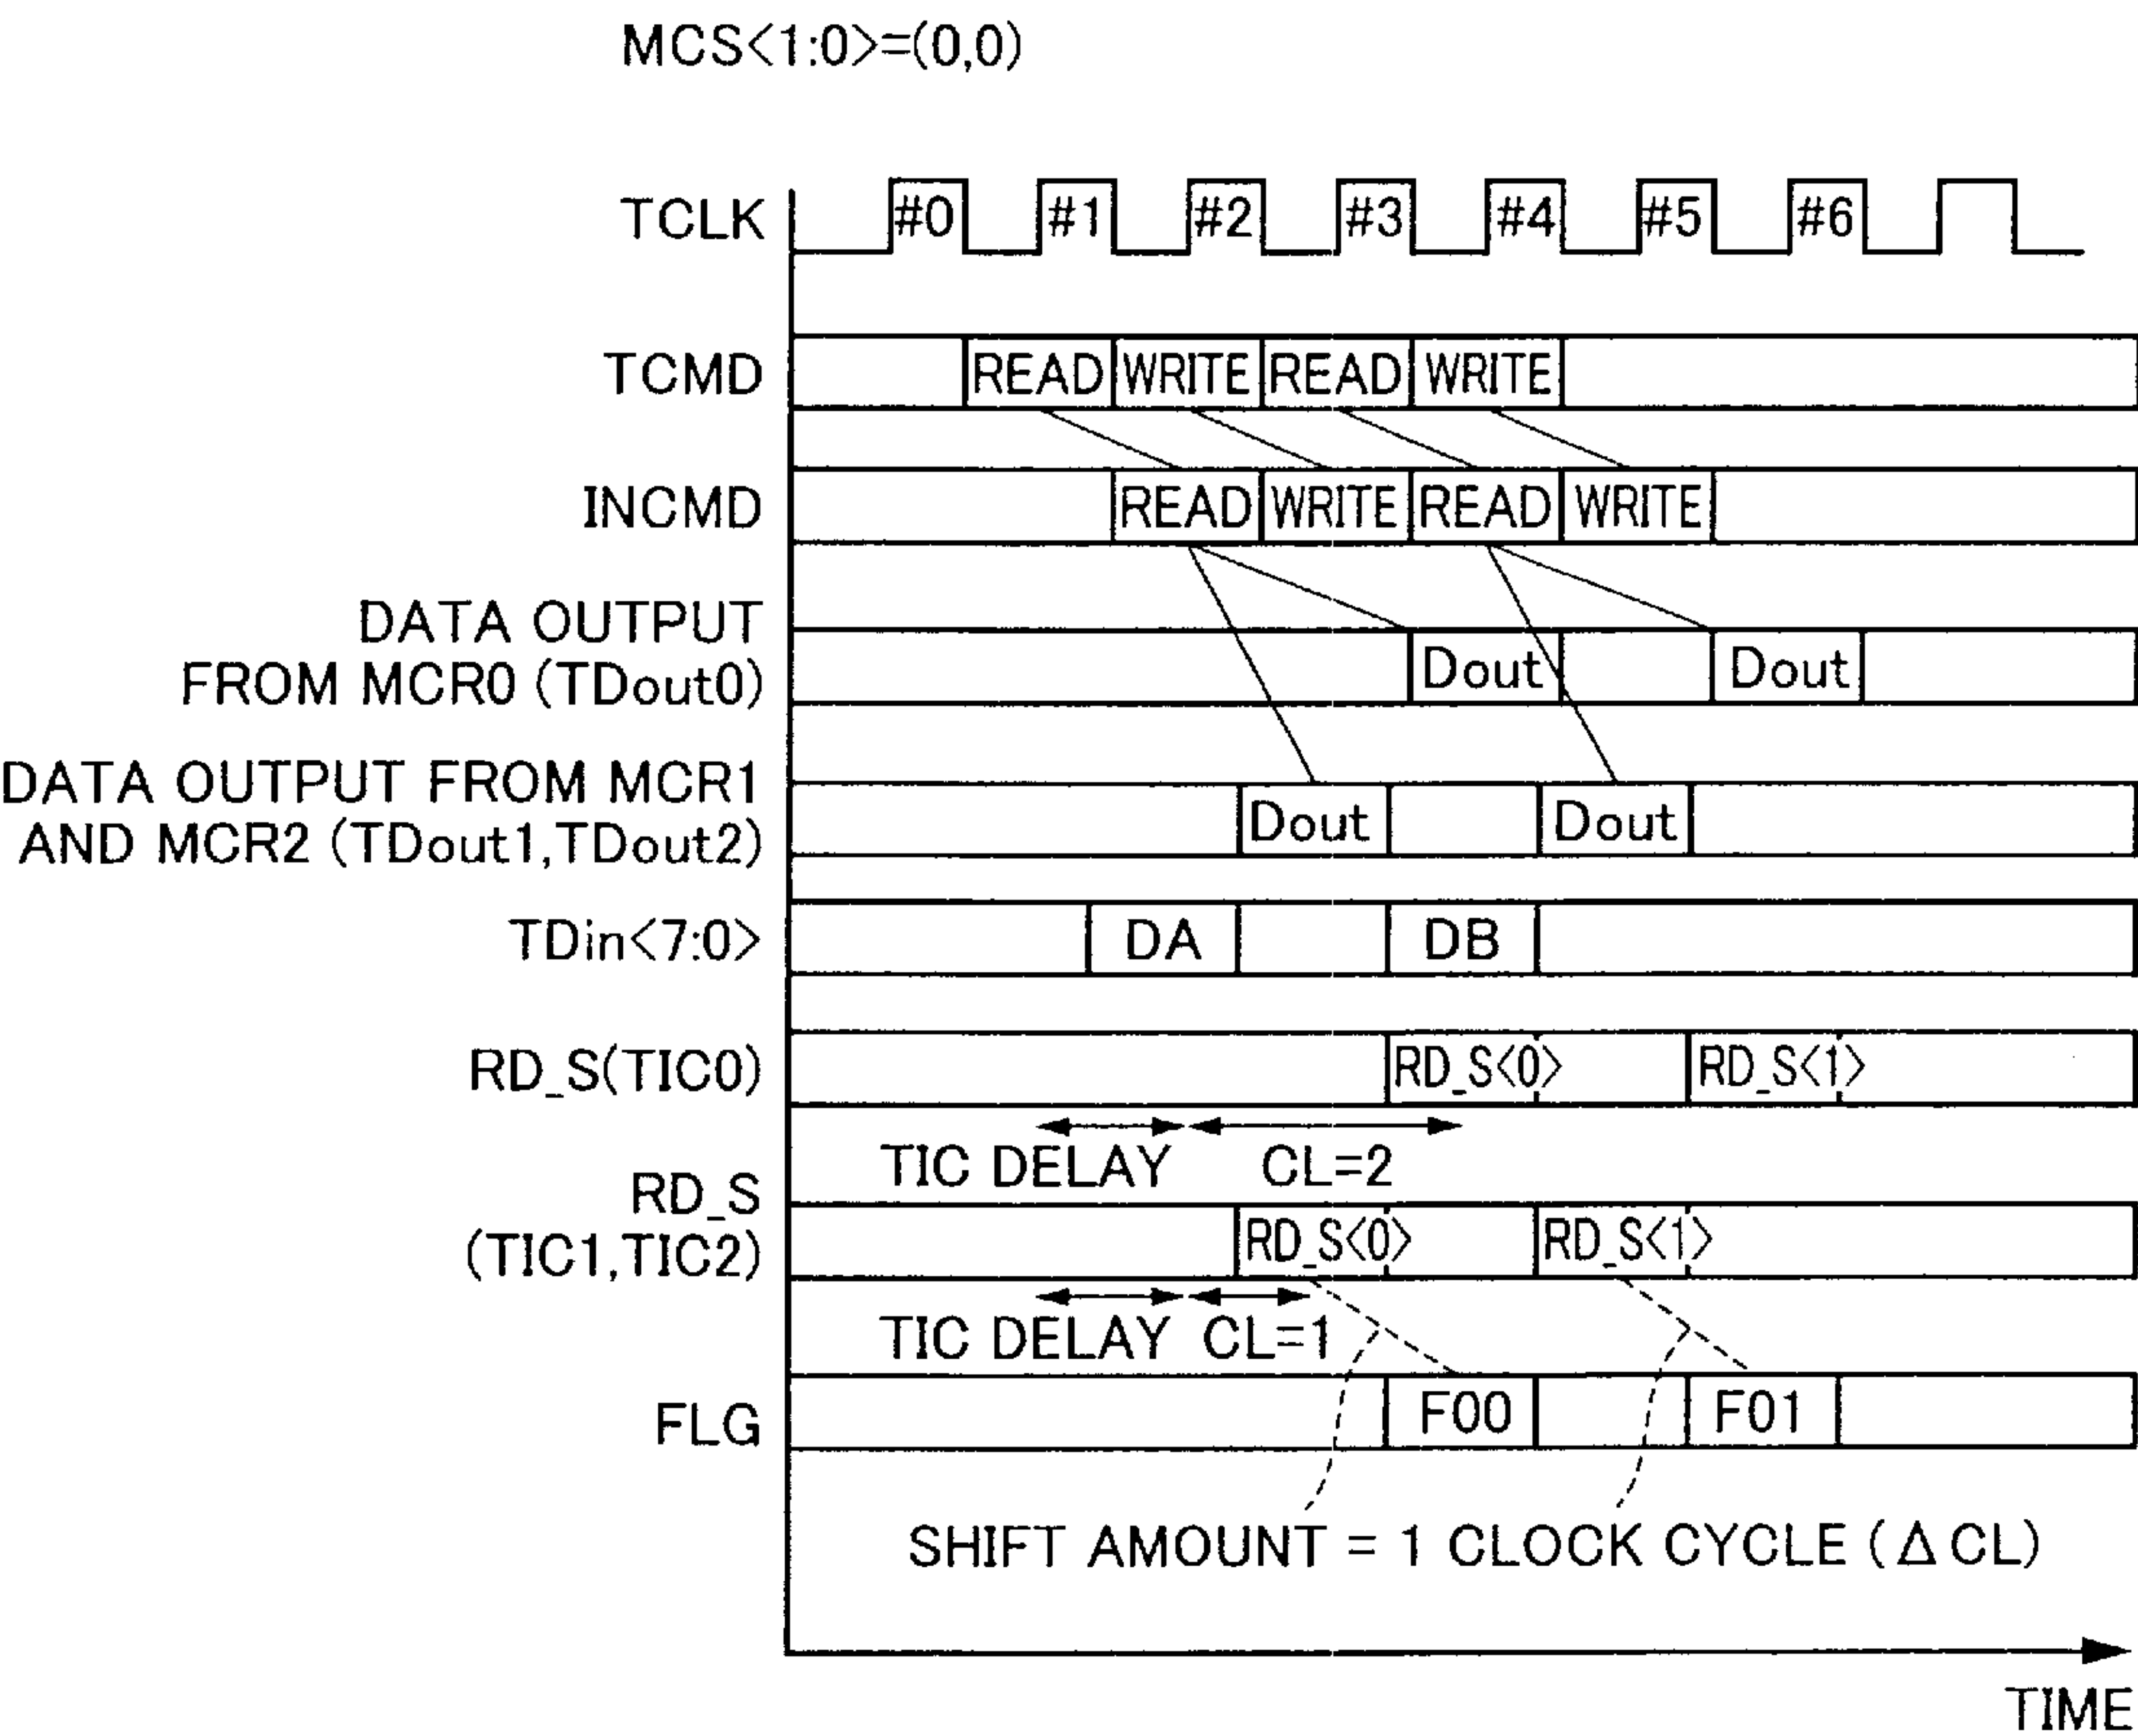 MCS<1:0>=(0,0)
TCLK #0 #1 #2 #3 #4 #5 #6
TCMD READ WRITE READ WRITE
INCMD READ WRITE READ WRITE
DATA OUTPUT
FROM MCR0 (TDout0) Dout Dout
DATA OUTPUT FROM MCR1
AND MCR2 (TDout1,TDout2) Dout Dout
TDin<7:0> DA DB
RD_S(TIC0) RD_S<0> RD_S<1>
TIC DELAY CL=2
RD_S
(TIC1,TIC2) RD_S<0> RD_S<1>
TIC DELAY CL=1
FLG F00 F01
SHIFT AMOUNT = 1 CLOCK CYCLE (Δ CL)
TIME